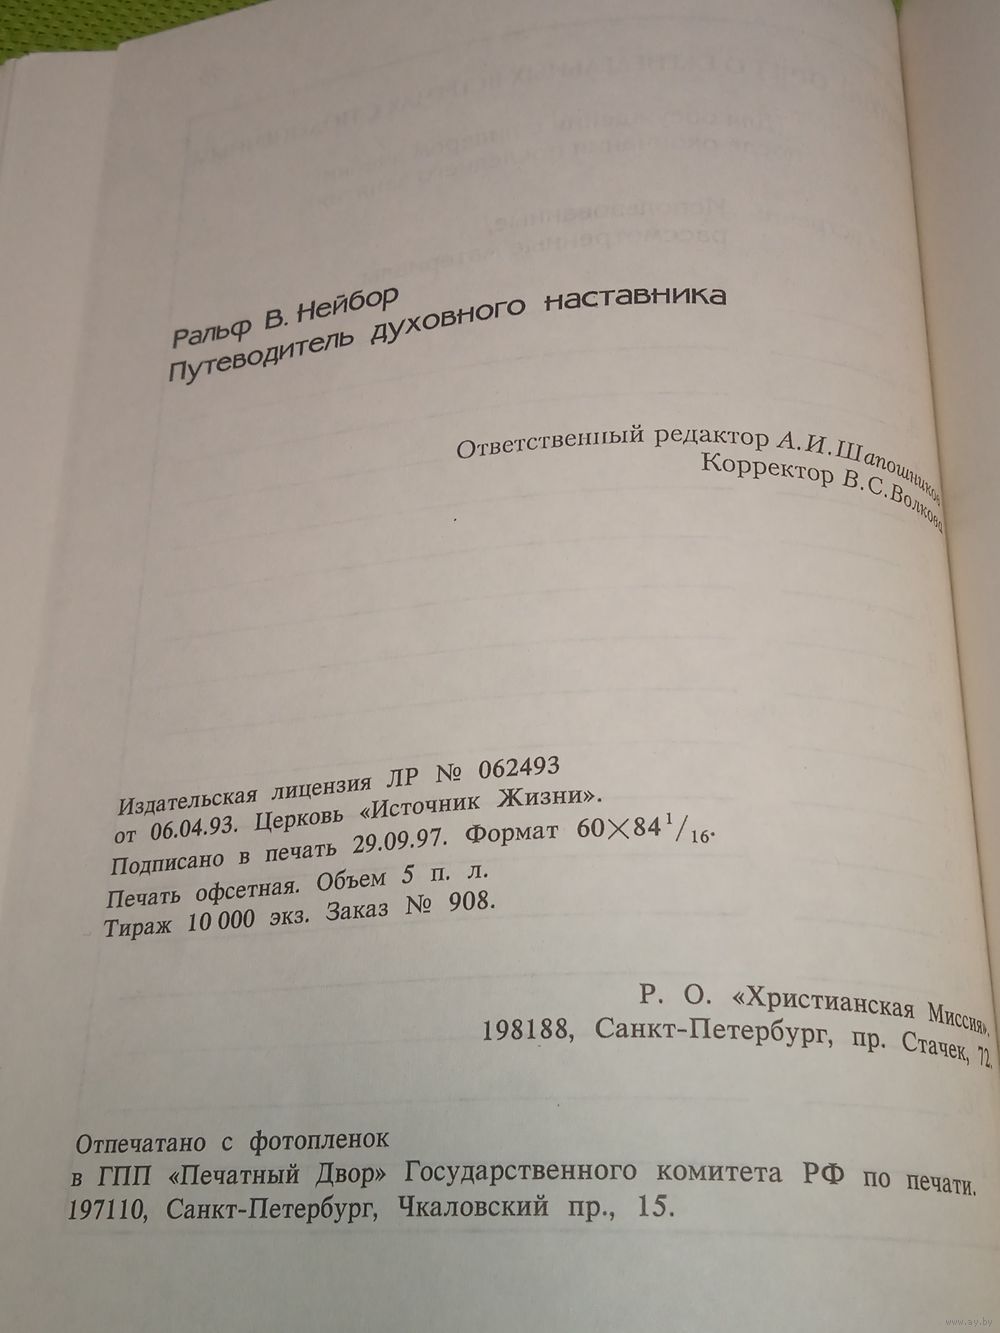 Ральф В. Нейбор
Путеводитель духовного наставника
Ответственный редактор А.И.Шапошников
Корректор В.С.Волкова
Издательская лицензия ЛР № 062493
от 06.04.93. Церковь «Источник Жизни».
Подписано в печать 29.09.97. Формат 60×84 1/16.
Печать офсетная. Объем 5 п. л.
Тираж 10 000 экз. Заказ № 908.
Р. О. «Христианская Миссия».
198188, Санкт-Петербург, пр. Стачек, 72.
Отпечатано с фотопленок
в ГПП «Печатный Двор» Государственного комитета РФ по печати.
197110, Санкт-Петербург, Чкаловский пр., 15.
www.ay.by